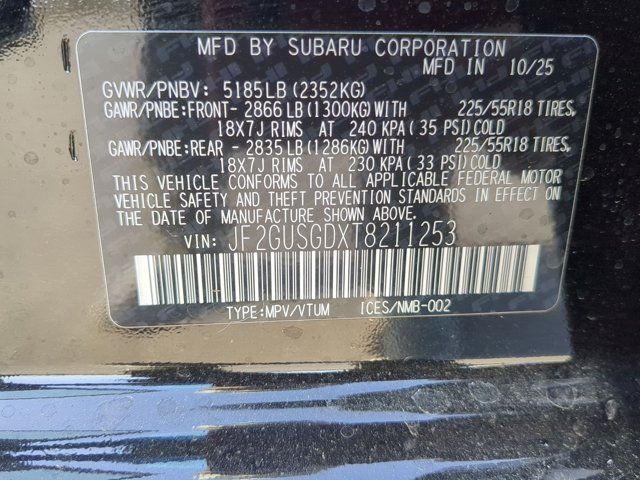 MFD BY SUBARU CORPORATION
MFD IN 10/25
GVWR/PNBV: 5185LB (2352KG)
GAWR/PNBE:FRONT- 2866 LB (1300KG) WITH 225/55R18 TIRES,
18X7J RIMS AT 240 KPA (35 PSI) COLD
GAWR/PNBE:REAR - 2835 LB (1286KG) WITH 225/55R18 TIRES,
18X7J RIMS AT 230 KPA (33 PSI) COLD
THIS VEHICLE CONFORMS TO ALL APPLICABLE FEDERAL MOTOR
VEHICLE SAFETY AND THEFT PREVENTION STANDARDS IN EFFECT ON
THE DATE OF MANUFACTURE SHOWN ABOVE.
VIN: JF2GUSGDXT8211253
TYPE:MPV/VTUM ICES/NMB-002